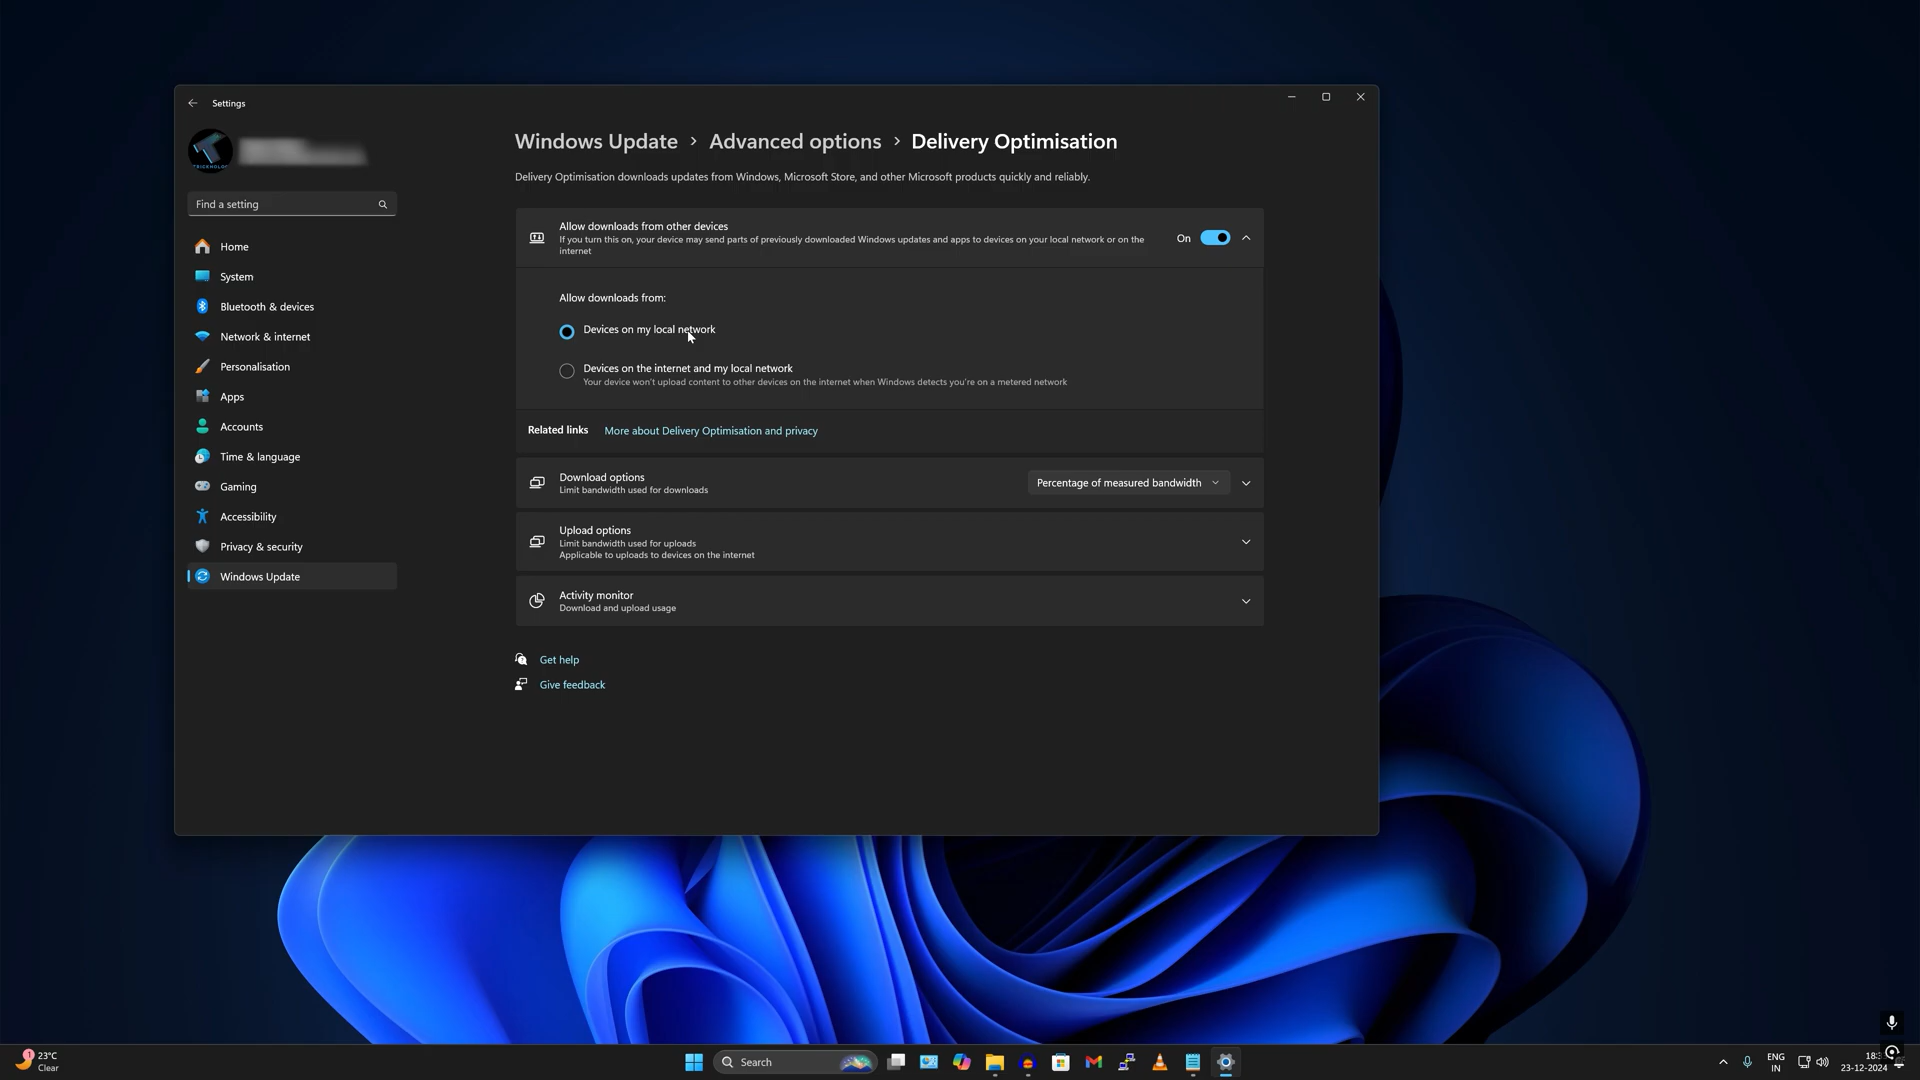 Settings
Find a setting
Home
System
Bluetooth & devices
Network & internet
Personalisation
Apps
Accounts
Time & language
Gaming
Accessibility
Privacy & security
Windows Update
Windows Update > Advanced options > Delivery Optimisation
Delivery Optimisation downloads updates from Windows, Microsoft Store, and other Microsoft products quickly and reliably.
Allow downloads from other devices
If you turn this on, your device may send parts of previously downloaded Windows updates and apps to devices on your local network or on the
internet
On
Allow downloads from:
Devices on my local network
Devices on the internet and my local network
Your device won't upload content to other devices on the internet when Windows detects you're on a metered network
Related links More about Delivery Optimisation and privacy
Download options
Limit bandwidth used for downloads
Percentage of measured bandwidth
Upload options
Limit bandwidth used for uploads
Applicable to uploads to devices on the internet
Activity monitor
Download and upload usage
Get help
Give feedback
1
23°C
Clear
Search
ENG
IN
23-12-2024